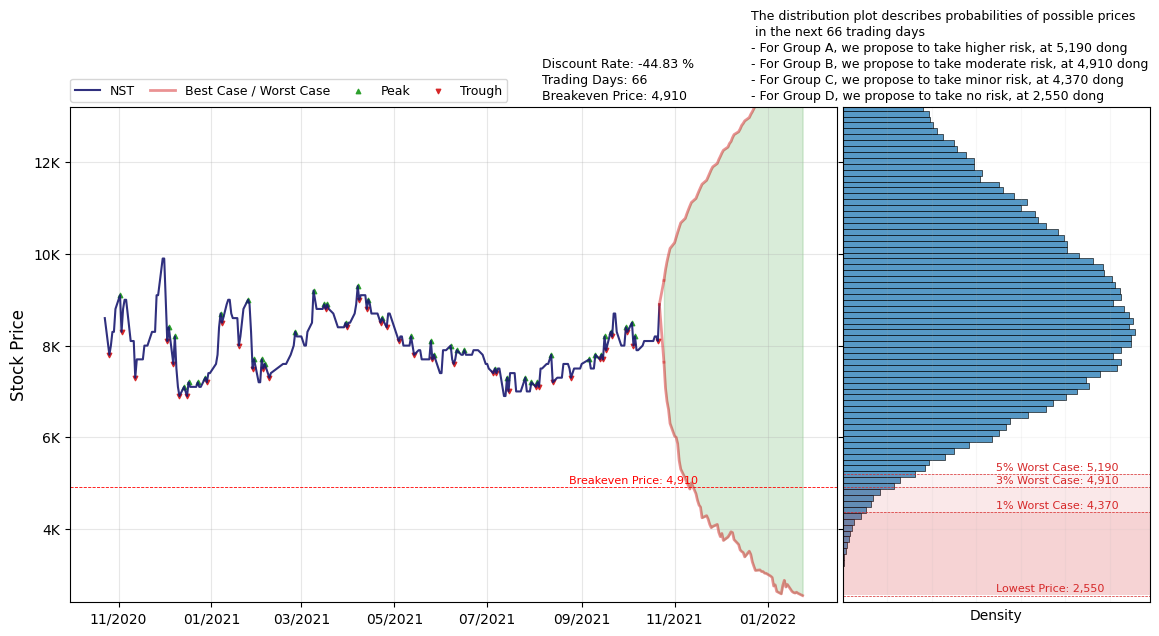 The distribution plot describes probabilities of possible prices
in the next 66 trading days
- For Group A, we propose to take higher risk, at 5,190 dong
- For Group B, we propose to take moderate risk, at 4,910 dong
- For Group C, we propose to take minor risk, at 4,370 dong
- For Group D, we propose to take no risk, at 2,550 dong
Discount Rate: -44.83 %
Trading Days: 66
Breakeven Price: 4,910
NST
Best Case / Worst Case
Peak
Trough
Stock Price
12K
10K
8K
6K
4K
Breakeven Price: 4,910
5% Worst Case: 5,190
3% Worst Case: 4,910
1% Worst Case: 4,370
Lowest Price: 2,550
11/2020
01/2021
03/2021
05/2021
07/2021
09/2021
11/2021
01/2022
Density